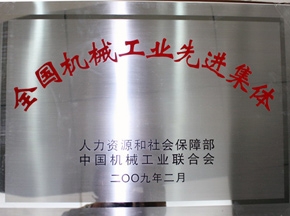 全国机械工业先进集体
人力资源和社会保障部
中国机械工业联合会
二〇〇九年二月